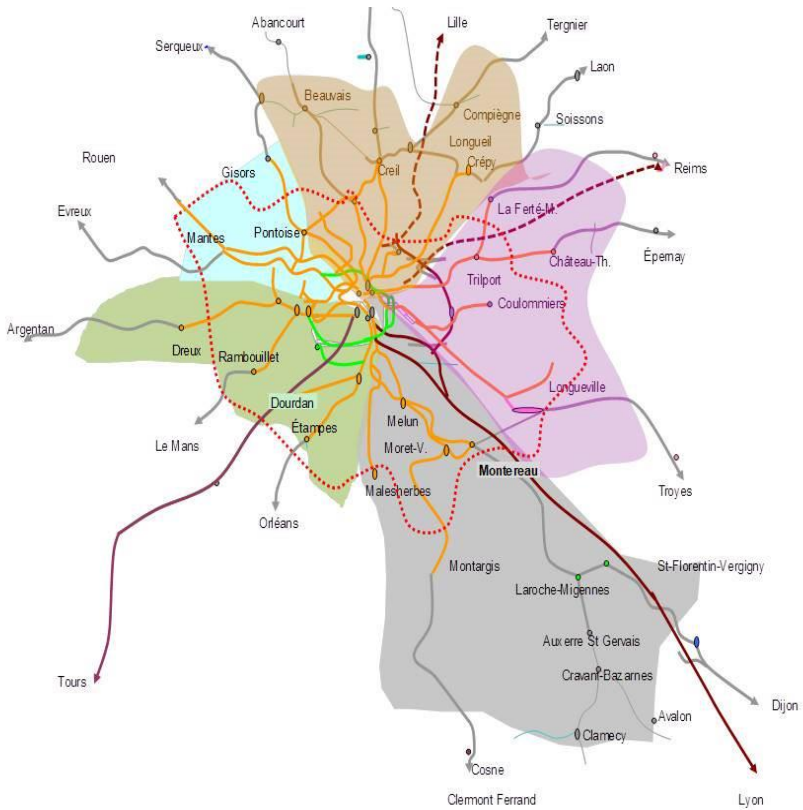 Lille
Abancourt
Tergnier
Serqueux
Laon
Beauvais
Compiègne
Soissons
Longueil
Rouen
Gisors
Creil
Crépy
Reims
Evreux
La Ferté-M.
Mantes
Pontoise
Château-Th.
Épernay
Trilport
Coulommiers
Argentan
Dreux
Rambouillet
Longueville
Dourdan
Melun
Étampes
Le Mans
Moret-V.
Montereau
Malesherbes
Troyes
Orléans
Montargis
St-Florentin-Vergigny
Laroche-Migennes
Auxerre St Gervais
Cravant-Bazarnes
Tours
Dijon
Avalon
Clamecy
Cosne
Clermont Ferrand
Lyon